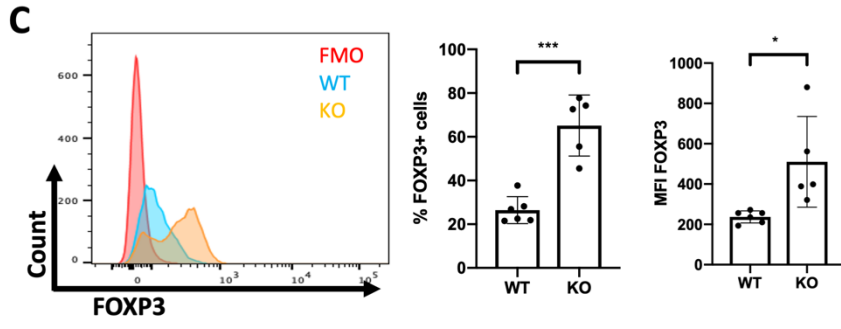 C
FMO
WT
KO
600
400
200
0
Count
0
10³
10⁴
10⁵
FOXP3
% FOXP3+ cells
100
80
60
40
20
0
***
WT
KO
MFI FOXP3
1000
800
600
400
200
0
*
WT
KO